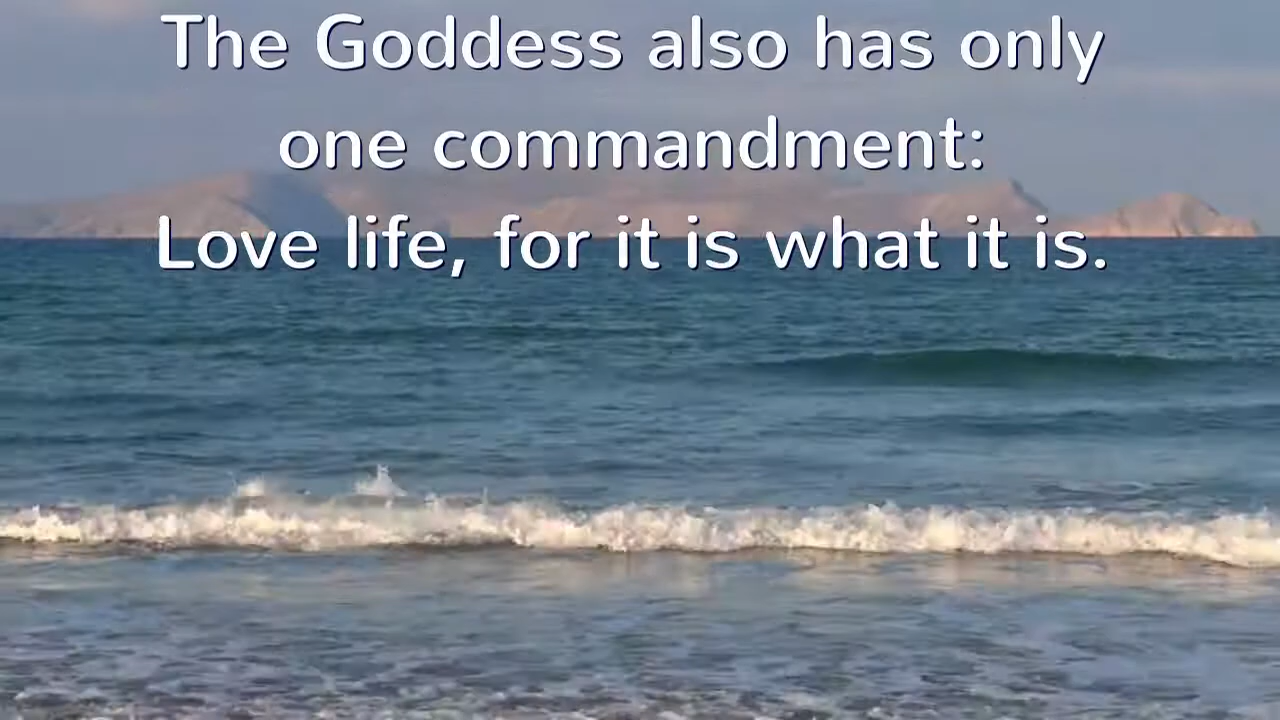 The Goddess also has only
one commandment:
Love life, for it is what it is.